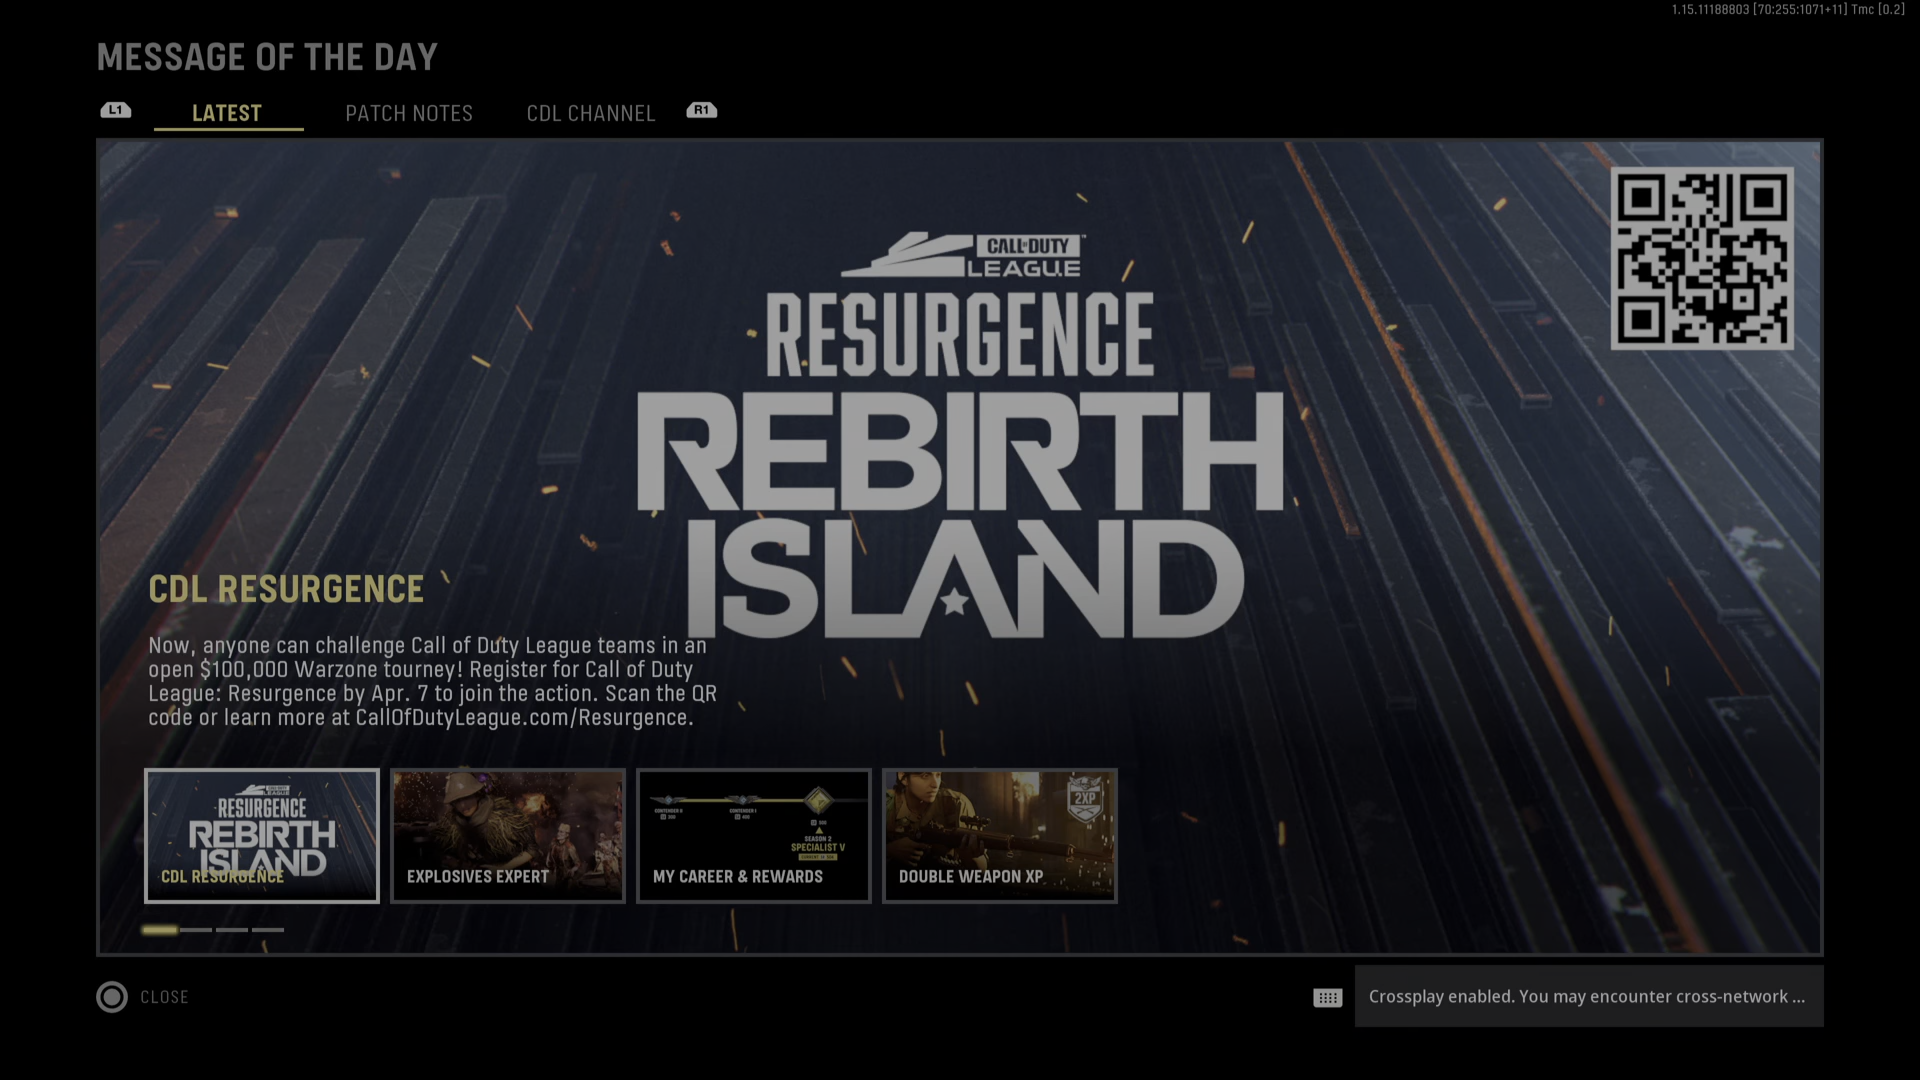 1.15.11188803 [70:255:1071+11] Tmc [0.2]
MESSAGE OF THE DAY
L1 LATEST PATCH NOTES CDL CHANNEL R1
CALL OF DUTY
LEAGUE
RESURGENCE
REBIRTH
ISLAND
CDL RESURGENCE
Now, anyone can challenge Call of Duty League teams in an
open $100,000 Warzone tourney! Register for Call of Duty
League: Resurgence by Apr. 7 to join the action. Scan the QR
code or learn more at CallOfDutyLeague.com/Resurgence.
RESURGENCE
REBIRTH
ISLAND
CDL RESURGENCE
EXPLOSIVES EXPERT
CONTENDER II
CONTENDER I
SEASON 2
SPECIALIST V
MY CAREER & REWARDS
2XP
DOUBLE WEAPON XP
CLOSE
Crossplay enabled. You may encounter cross-network ...